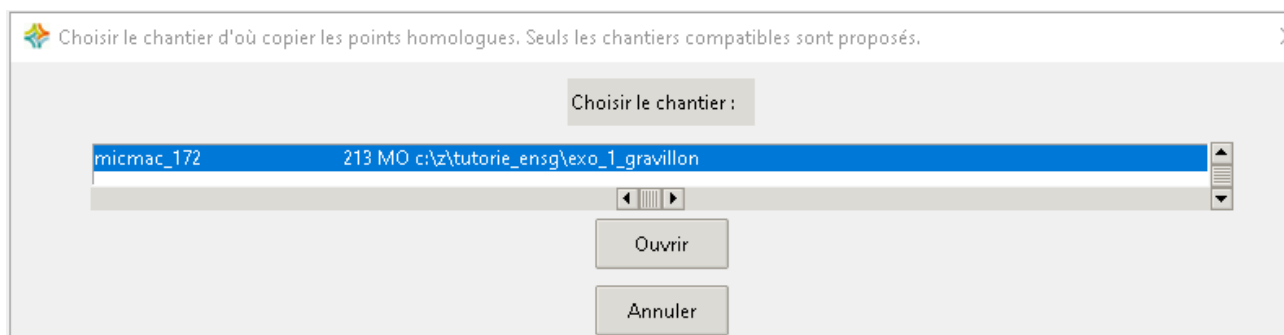 Choisir le chantier d'où copier les points homologues. Seuls les chantiers compatibles sont proposés.
Choisir le chantier :
micmac_172 213 MO c:\z\tutorie_ensg\exo_1_gravillon
Ouvrir
Annuler